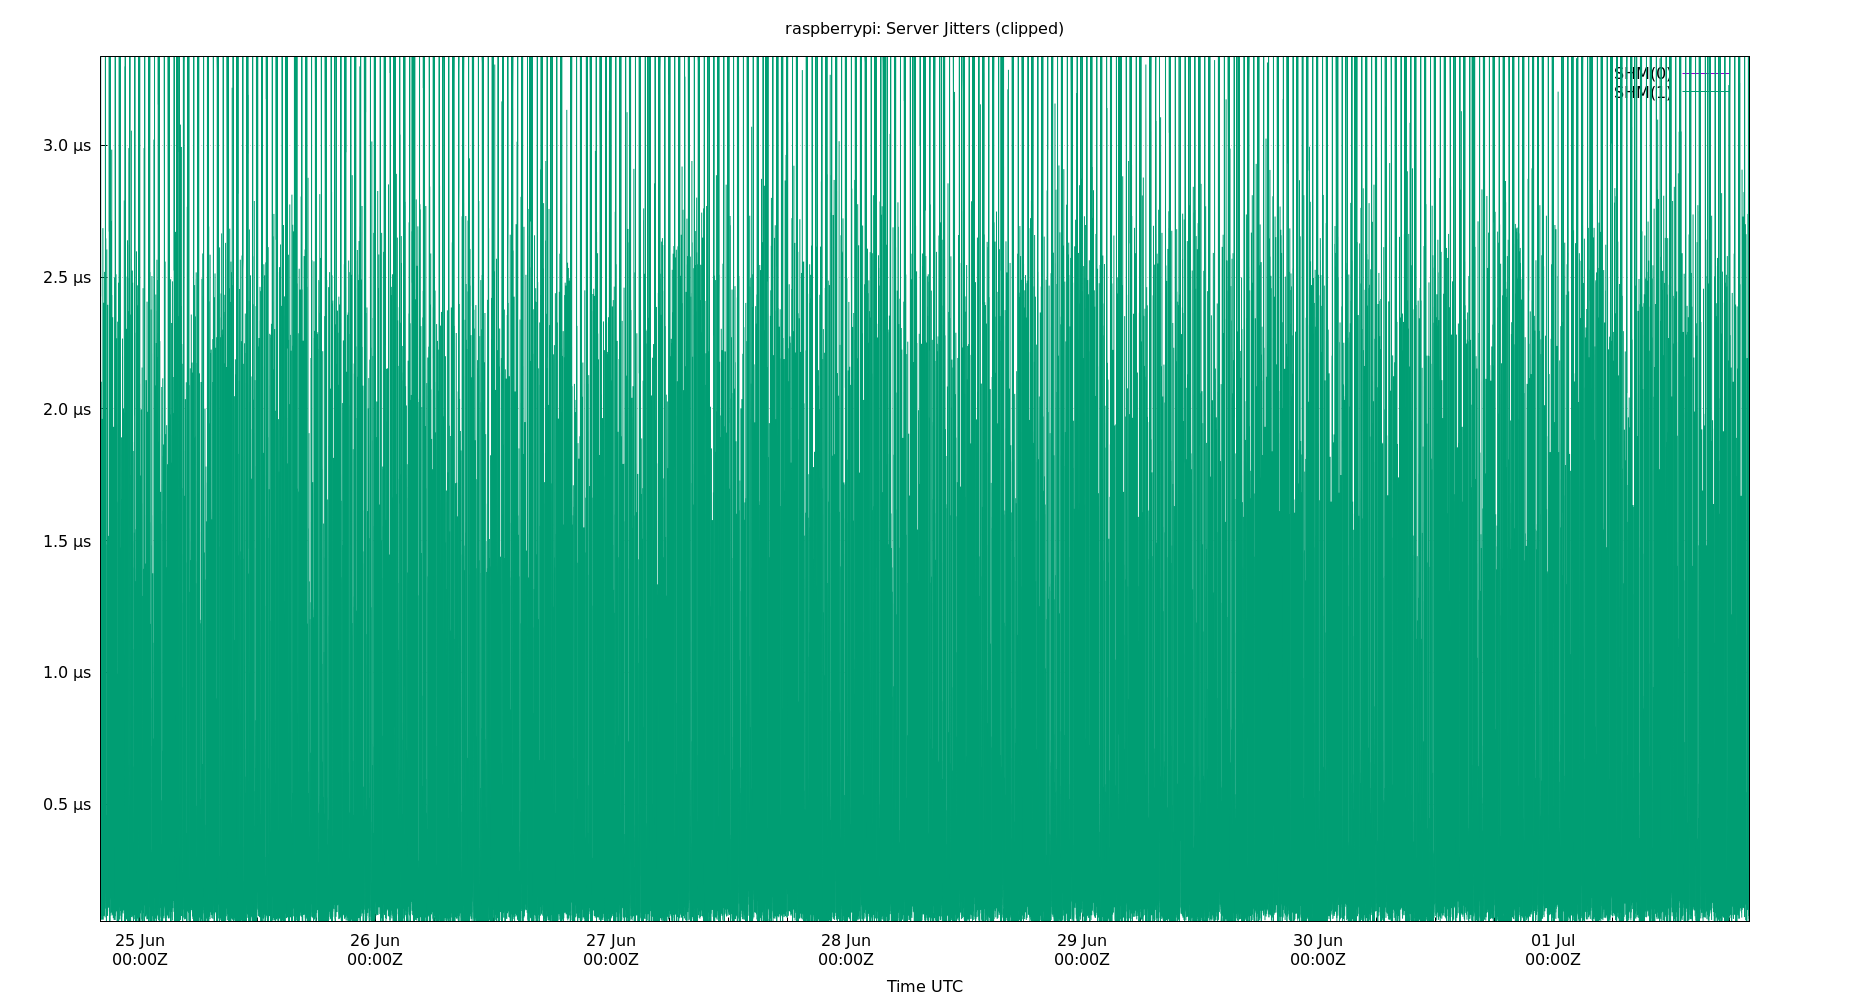 raspberrypi: Server Jitters (clipped)
SHM(0)
SHM(1)
3.0 µs
2.5 µs
2.0 µs
1.5 µs
1.0 µs
0.5 µs
25 Jun 26 Jun 27 Jun 28 Jun 29 Jun 30 Jun 01 Jul
00:00Z 00:00Z 00:00Z 00:00Z 00:00Z 00:00Z 00:00Z
Time UTC